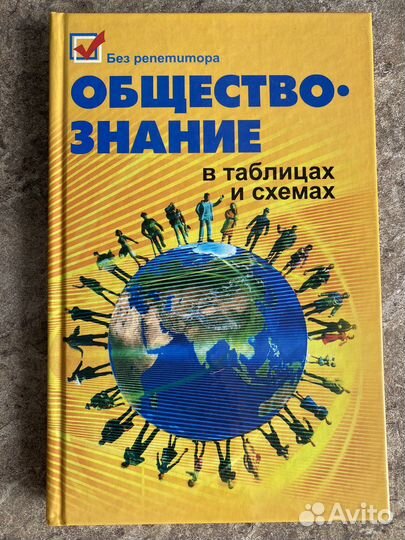 Без репетитора
ОБЩЕСТВО•
ЗНАНИЕ
в таблицах
и схемах
Avito